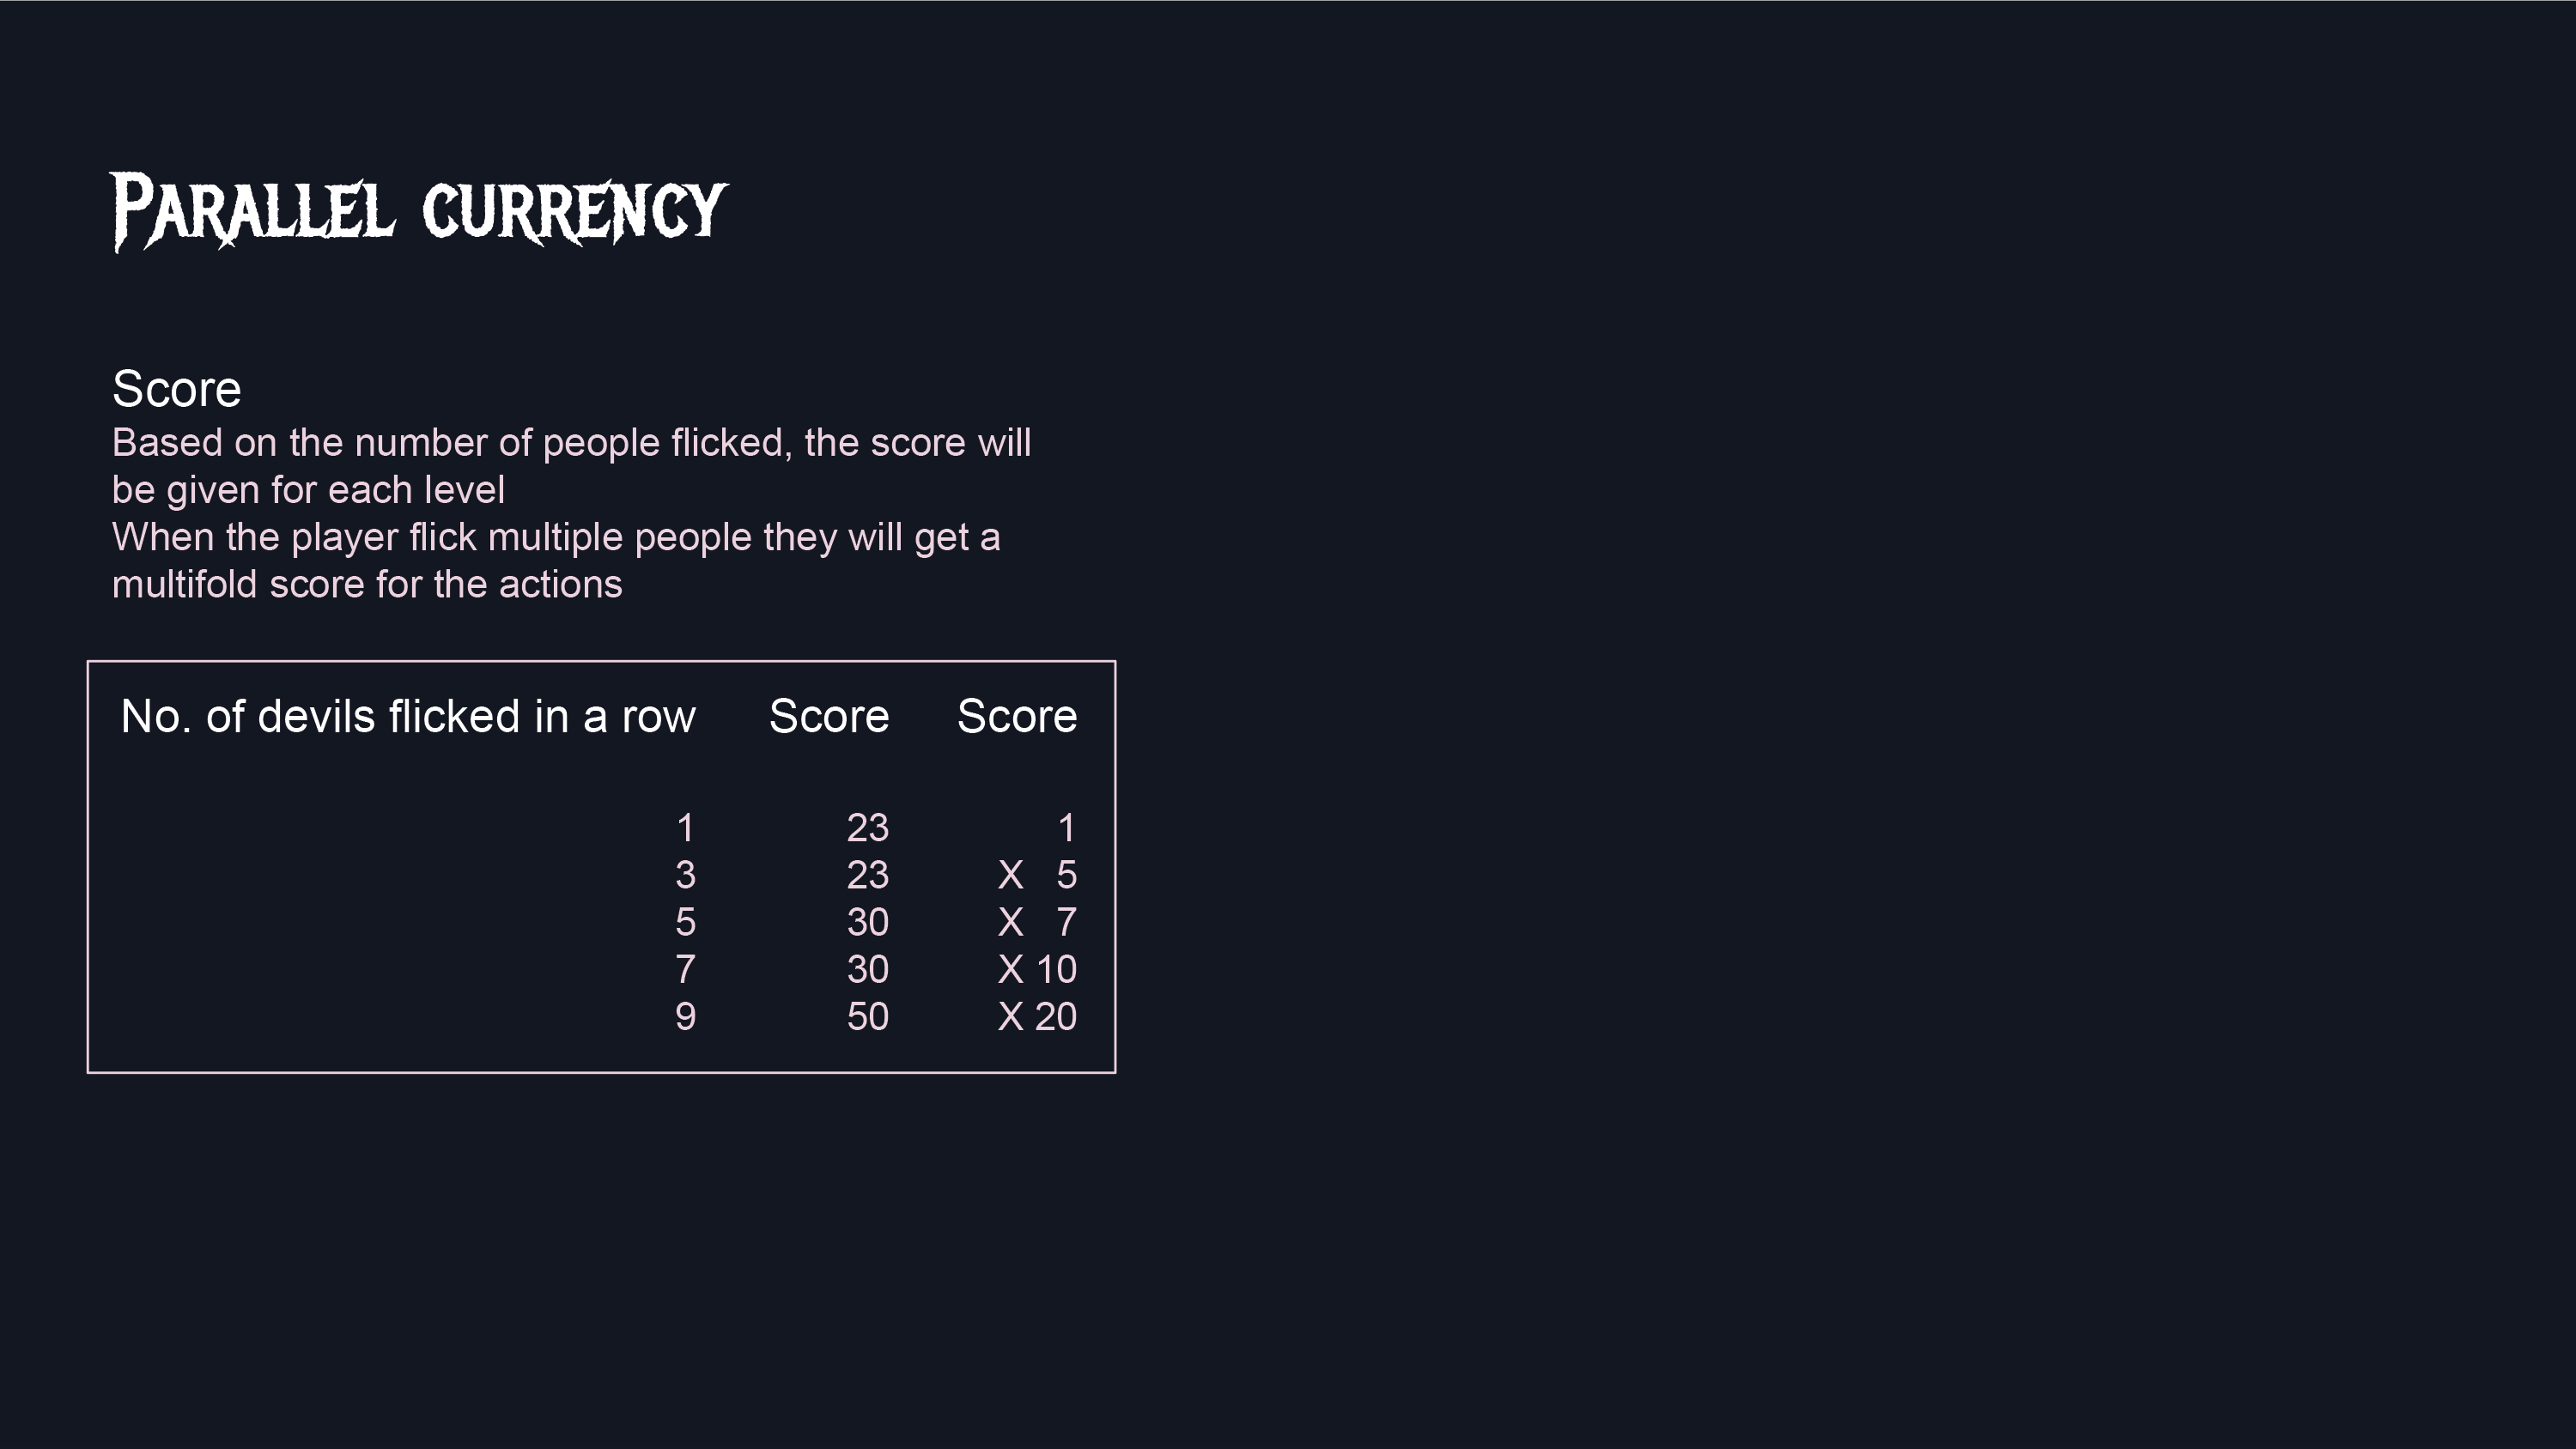 Parallel currency
Score
Based on the number of people flicked, the score will
be given for each level
When the player flick multiple people they will get a
multifold score for the actions
No. of devils flicked in a row Score Score
1 23 1
3 23 X 5
5 30 X 7
7 30 X 10
9 50 X 20